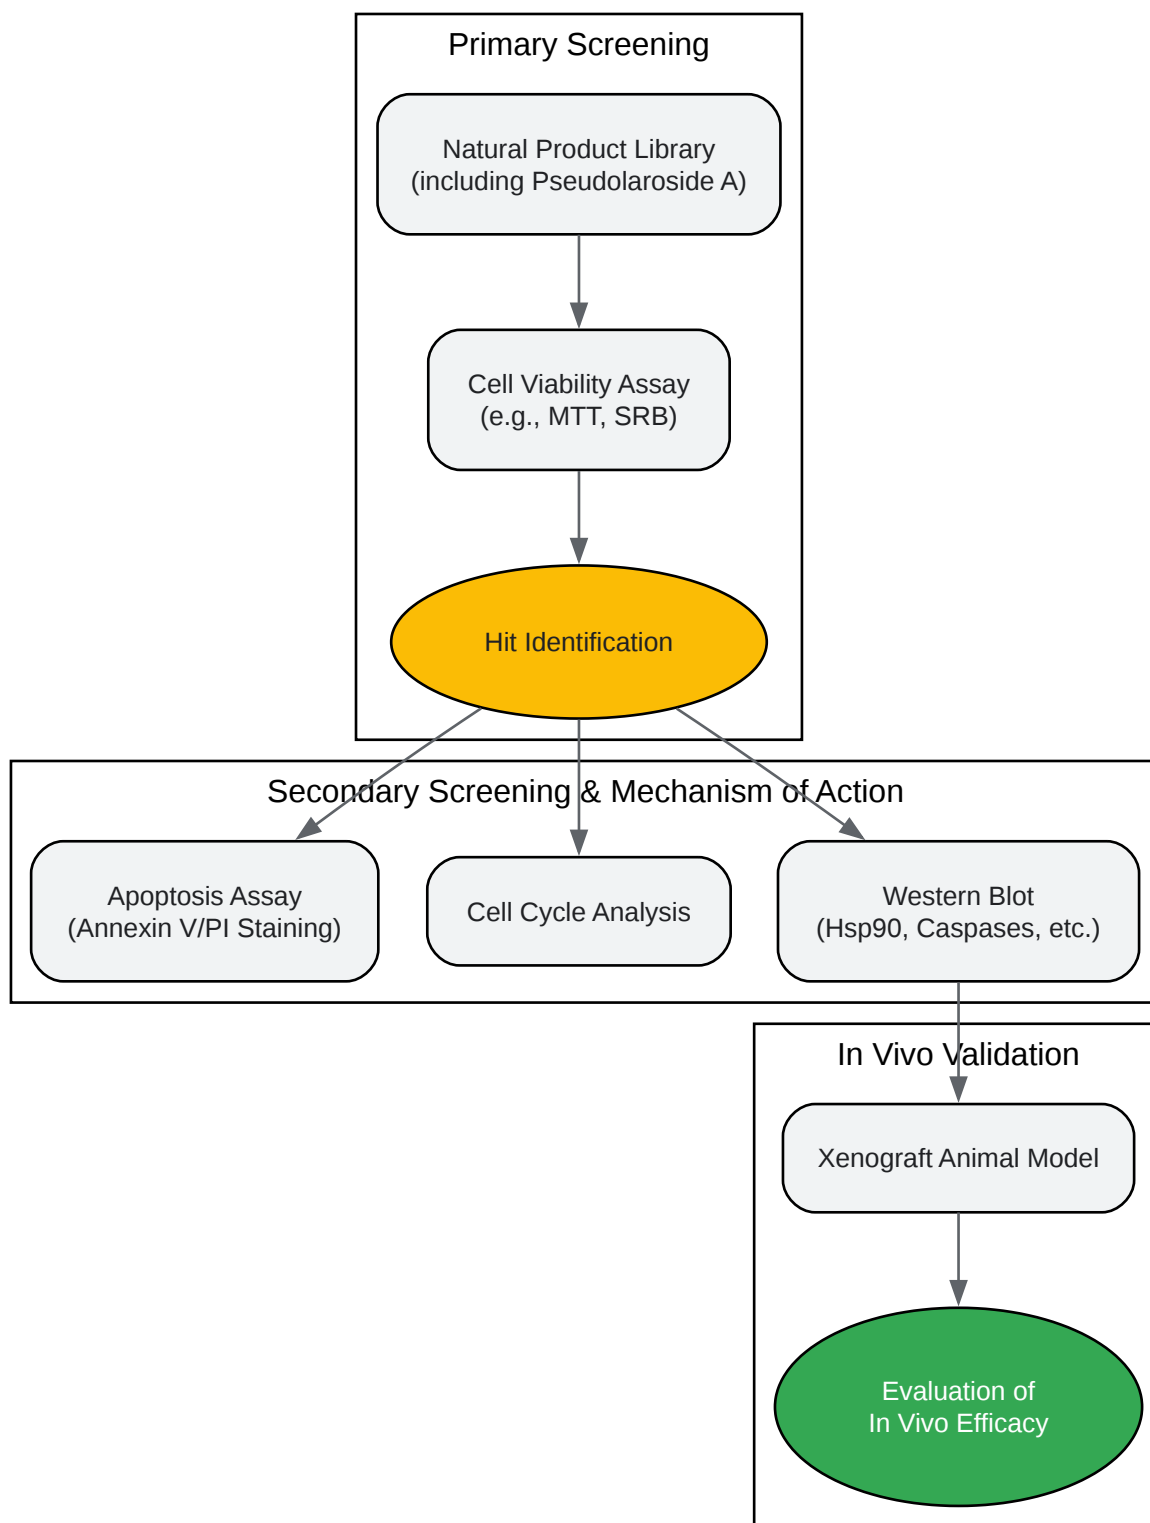 Primary Screening
Natural Product Library
(including Pseudolaroside A)
Cell Viability Assay
(e.g., MTT, SRB)
Hit Identification
Secondary Screening & Mechanism of Action
Apoptosis Assay
(Annexin V/PI Staining)
Cell Cycle Analysis
Western Blot
(Hsp90, Caspases, etc.)
In Vivo Validation
Xenograft Animal Model
Evaluation of
In Vivo Efficacy